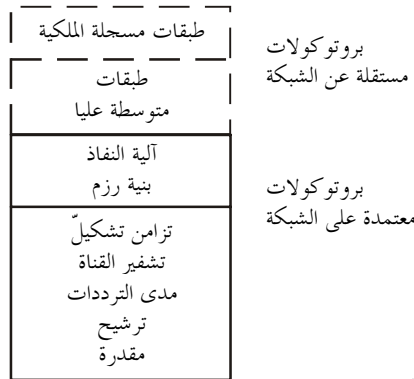 طبقات مسجلة الملكية
طبقات
متوسطة عليا
بروتوكولات
مستقلة عن الشبكة
آلية النفاذ
بنية رزم
تزامن تشكيلّ
تشفير القناة
مدى الترددات
ترشيح
مقدرة
بروتوكولات
معتمدة على الشبكة